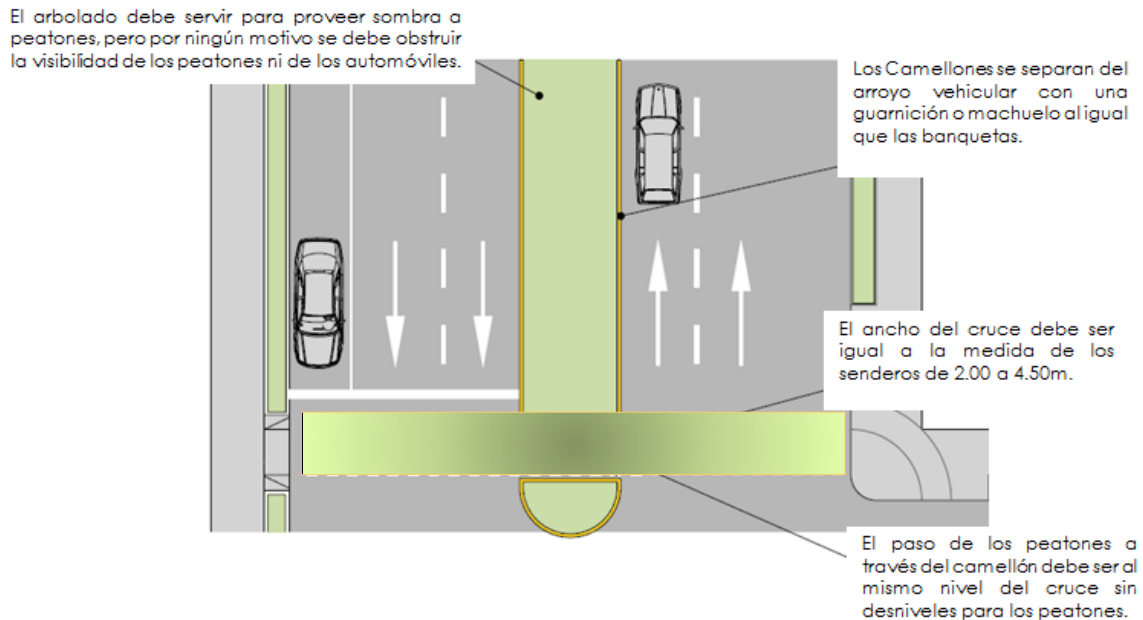 El arbolado debe servir para proveer sombra a
peatones, pero por ningún motivo se debe obstruir
la visibilidad de los peatones ni de los automóviles.
Los Camellones se separan del
arroyo vehicular con una
guarnición o machuelo al igual
que las banquetas.
El ancho del cruce debe ser
igual a la medida de los
senderos de 2.00 a 4.50m.
El paso de los peatones a
través del camellón debe ser al
mismo nivel del cruce sin
desniveles para los peatones.